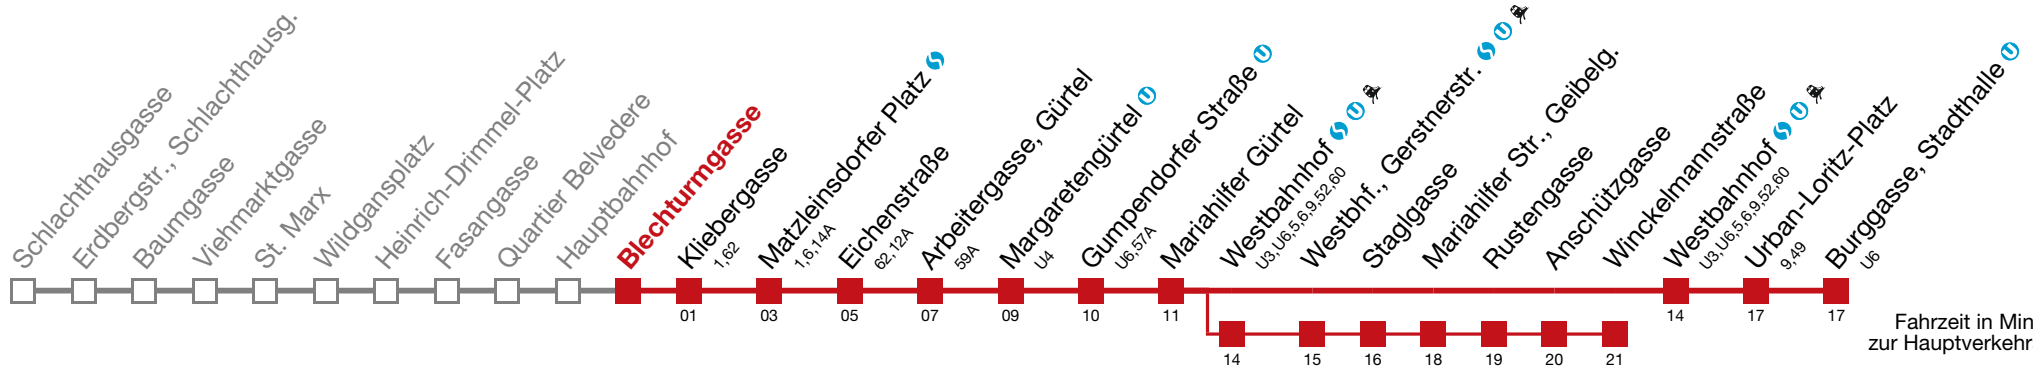 Schlachthausgasse
Erdbergstr., Schlachthausg.
Baumgasse
Viehmarktgasse
St. Marx
Wildgansplatz
Heinrich-Drimmel-Platz
Fasangasse
Quartier Belvedere
Hauptbahnhof
Blechturmgasse
Kliebergasse
1,62
Matzleinsdorfer Platz
1,6,14A
Eichenstraße
62,12A
Arbeitergasse, Gürtel
59A
Margaretengürtel U
U4
Gumpendorfer Straße U
U6,57A
Mariahilfer Gürtel
Westbahnhof U
U3, U6,5,6,9,52,60
Westbhf., Gerstnerstr. U
Staglgasse
Mariahilfer Str., Geibelg.
Rustengasse
Anschützgasse
Winckelmannstraße
Westbahnhof U
U3, U6,5,6,9,52,60
Urban-Loritz-Platz
9,49
Burggasse, Stadthalle U
U6
01 03 05 07 09 10 11 14 17 17
14 15 16 18 19 20 21
Fahrzeit in Min
zur Hauptverkehr